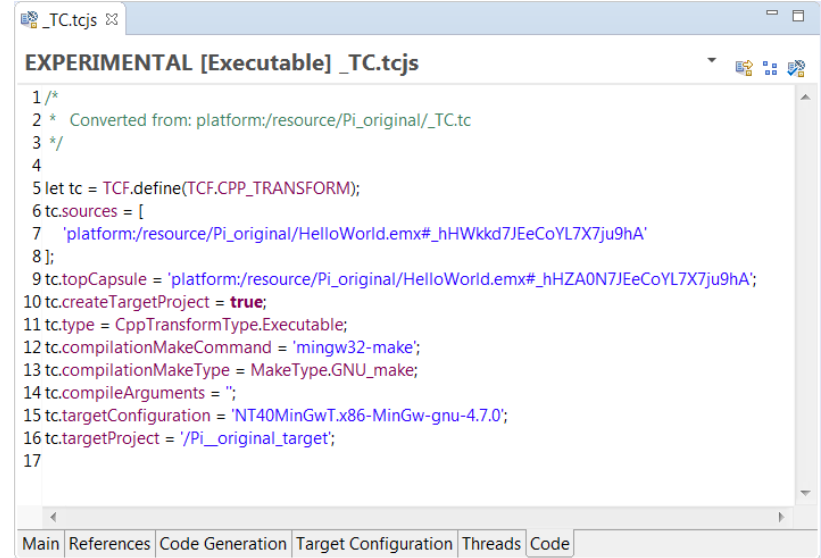 _TC.tcjs
EXPERIMENTAL [Executable] _TC.tcjs
1 /*
2 *   Converted from: platform:/resource/Pi_original/_TC.tc
3 */
4
5 let tc = TCF.define(TCF.CPP_TRANSFORM);
6 tc.sources = [
7    'platform:/resource/Pi_original/HelloWorld.emx#_hHWkkd7JEeCoYL7X7ju9hA'
8 ];
9 tc.topCapsule = 'platform:/resource/Pi_original/HelloWorld.emx#_hHZA0N7JEeCoYL7X7ju9hA';
10 tc.createTargetProject = true;
11 tc.type = CppTransformType.Executable;
12 tc.compilationMakeCommand = 'mingw32-make';
13 tc.compilationMakeType = MakeType.GNU_make;
14 tc.compileArguments = '';
15 tc.targetConfiguration = 'NT40MinGwT.x86-MinGw-gnu-4.7.0';
16 tc.targetProject = '/Pi__original_target';
17
Main References Code Generation Target Configuration Threads Code